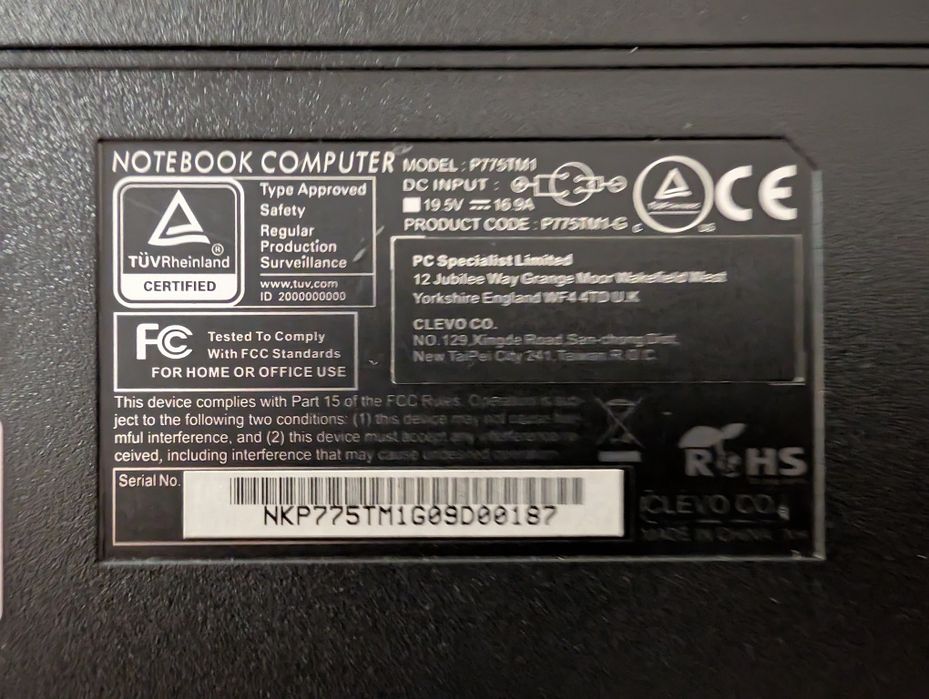 NOTEBOOK COMPUTER
MODEL : P775TM1
DC INPUT :
19.5V 16.9A
PRODUCT CODE : P775TM1-G
TÜVRheinland ®
CERTIFIED
Type Approved
Safety
Regular
Production
Surveillance
www.tuv.com
ID 2000000000
CE
PC Specialist Limited
12 Jubilee Way Grange Moor Wakefield West
Yorkshire England WF4 4TD U.K
CLEVO CO.
NO.129,Xingde Road,San-chong Dist,
New TaiPei City 241, Taiwan, R.O.C.
FC
Tested To Comply
With FCC Standards
FOR HOME OR OFFICE USE
This device complies with Part 15 of the FCC Rules. Operation is sub-
ject to the following two conditions: (1) this device may not cause har-
mful interference, and (2) this device must accept any interference re-
ceived, including interference that may cause undesired operation.
RoHS
Serial No.
NKP775TM1G09D00187
CLEVO CO.
MADE IN CHINA